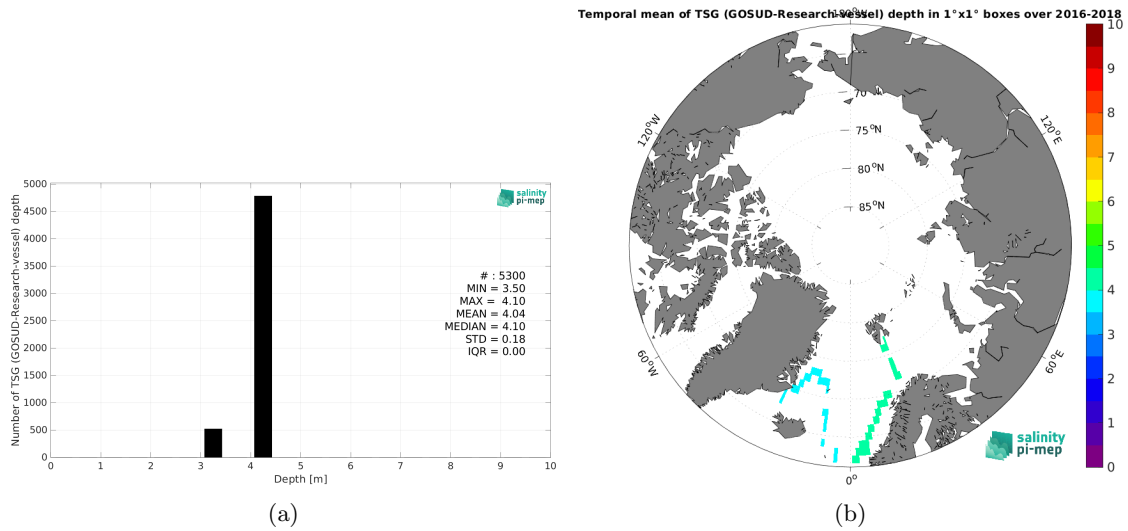 Temporal mean of TSG (GOSUD-Research-vessel) depth in 1°x1° boxes over 2016-2018
Number of TSG (GOSUD-Research-vessel) depth
5000
4500
4000
3500
3000
2500
2000
1500
1000
500
0
salinity
pi-mep
# : 5300
MIN = 3.50
MAX = 4.10
MEAN = 4.04
MEDIAN = 4.10
STD = 0.18
IQR = 0.00
0 1 2 3 4 5 6 7 8 9 10
Depth [m]
(a)
180°W
120°W
120°E
70
75°N
80°N
85°N
60°W
60°E
0°
salinity
pi-mep
10
9
8
7
6
5
4
3
2
1
0
(b)